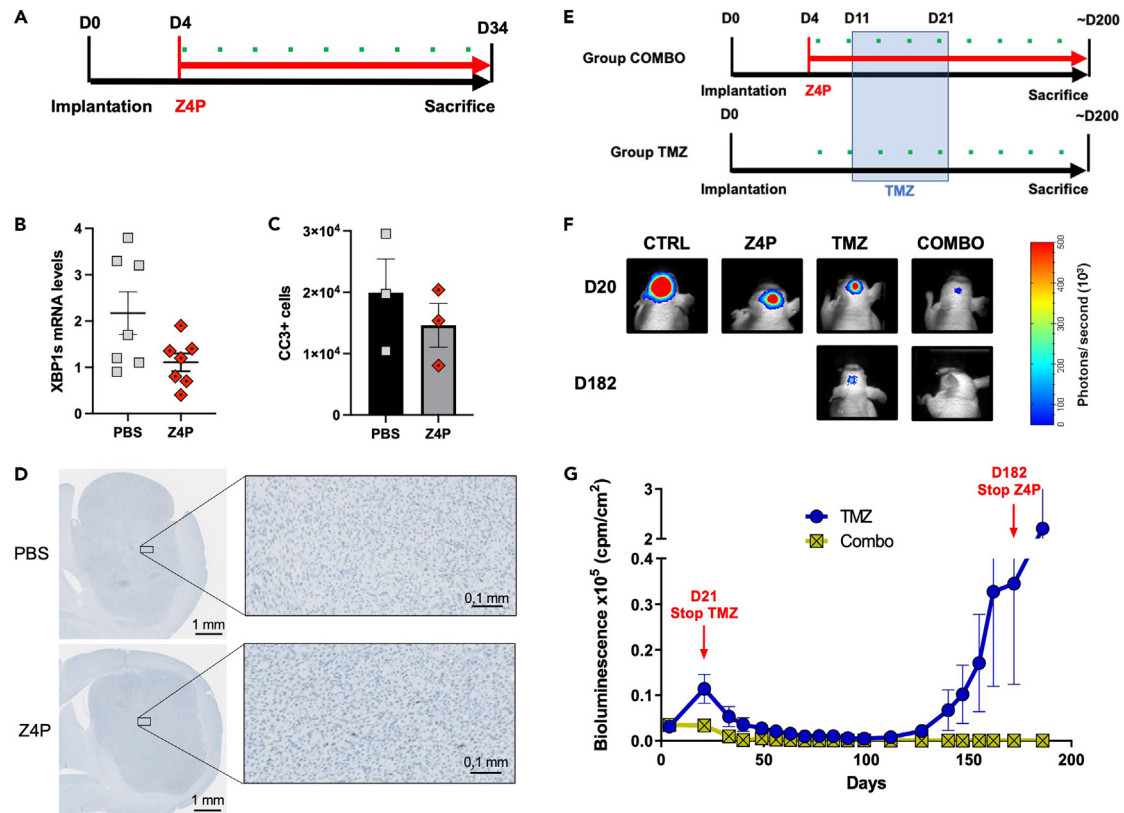 A
D0
D4
D34
Implantation
Z4P
Sacrifice
B
XBP1s mRNA levels
4
3
2
1
0
PBS
Z4P
C
CC3+ cells
3×10⁴
2×10⁴
1×10⁴
0
PBS
Z4P
D
PBS
1 mm
0,1 mm
Z4P
1 mm
0,1 mm
E
D0
D4
D11
D21
~D200
Group COMBO
Implantation
Z4P
Sacrifice
D0
~D200
Group TMZ
Implantation
TMZ
Sacrifice
F
CTRL
Z4P
TMZ
COMBO
D20
D182
500
400
300
200
100
0
Photons/ second (10³)
G
Bioluminescence x10⁵ (cpm/cm²)
3
2
0.4
0.3
0.2
0.1
0.0
D21
Stop TMZ
TMZ
Combo
D182
Stop Z4P
0
50
100
150
200
Days